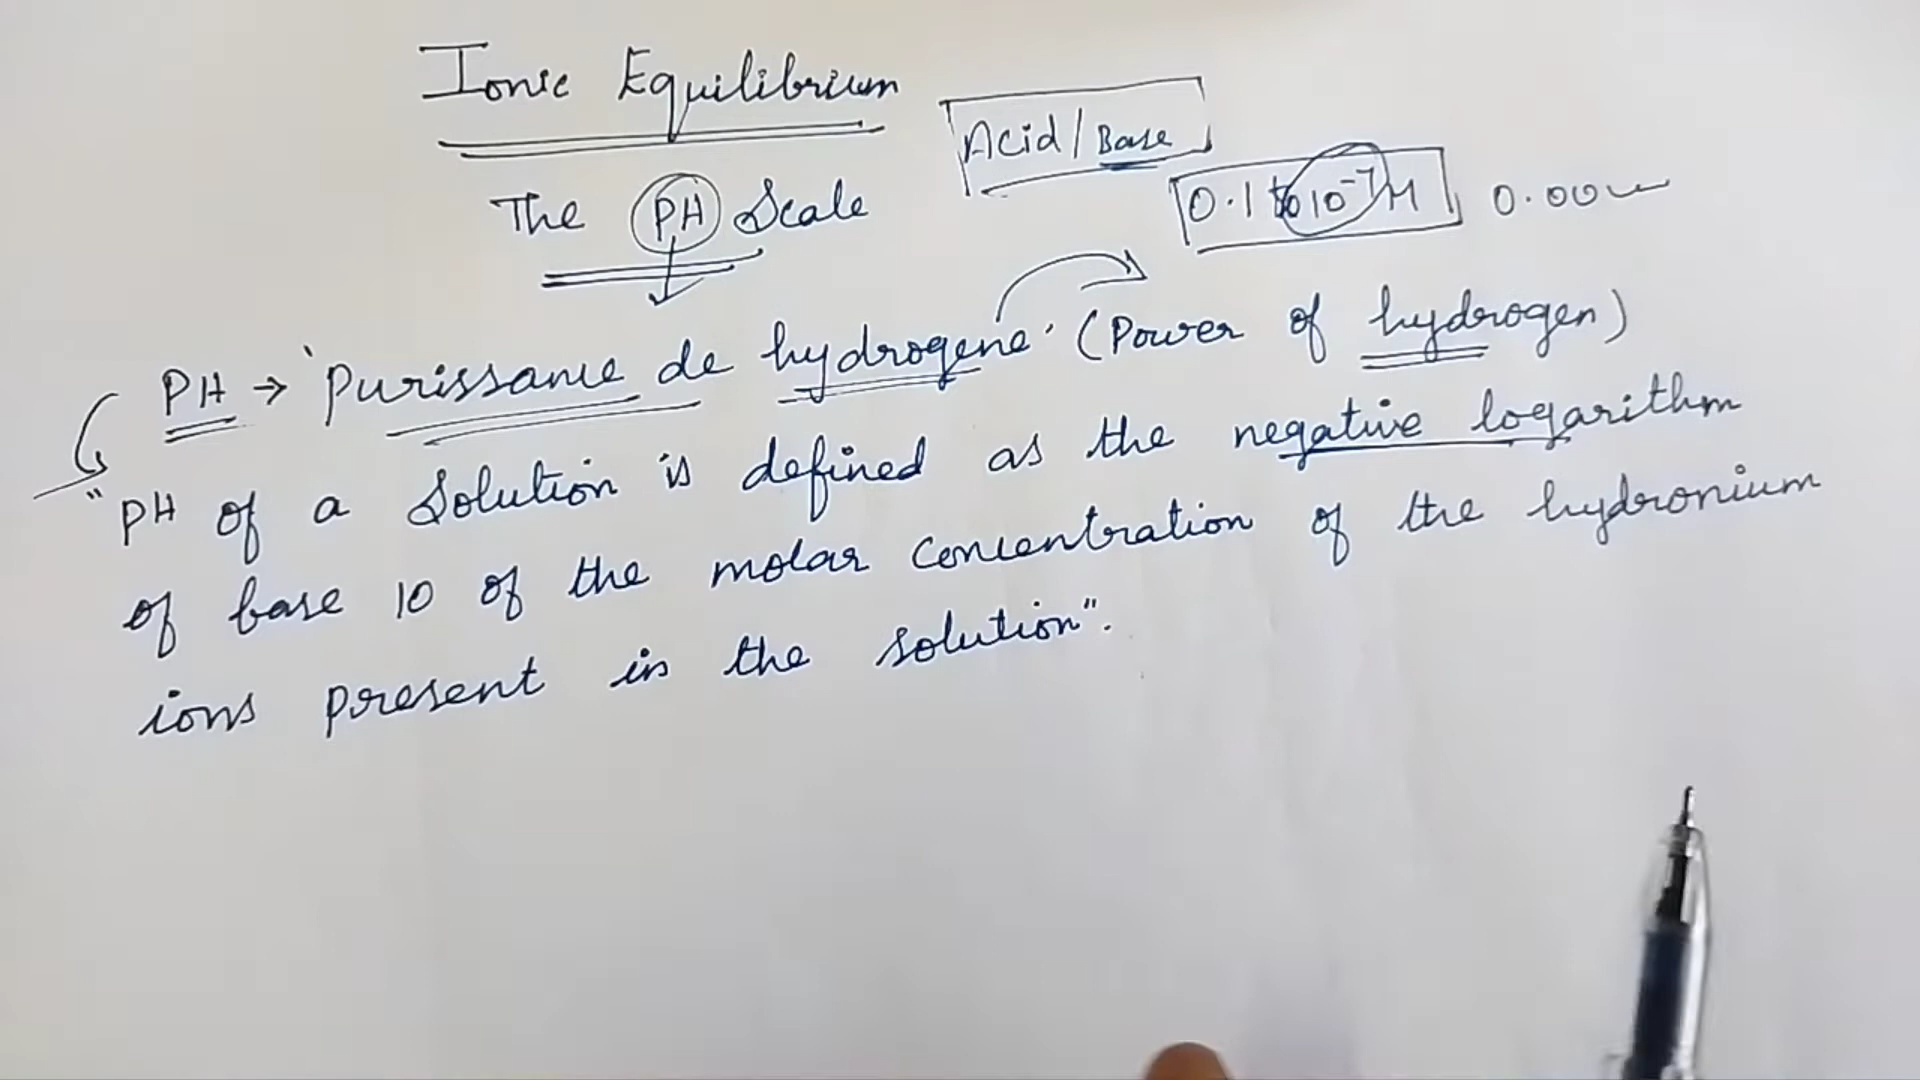 Ionic Equilibrium
Acid/Base
The PH Scale
0.1 to 10⁻⁷M 0.00
PH → 'Purissance de hydrogene' (Power of hydrogen)
"PH of a Solution is defined as the negative logarithm
of base 10 of the molar concentration of the hydronium
ions present in the solution".